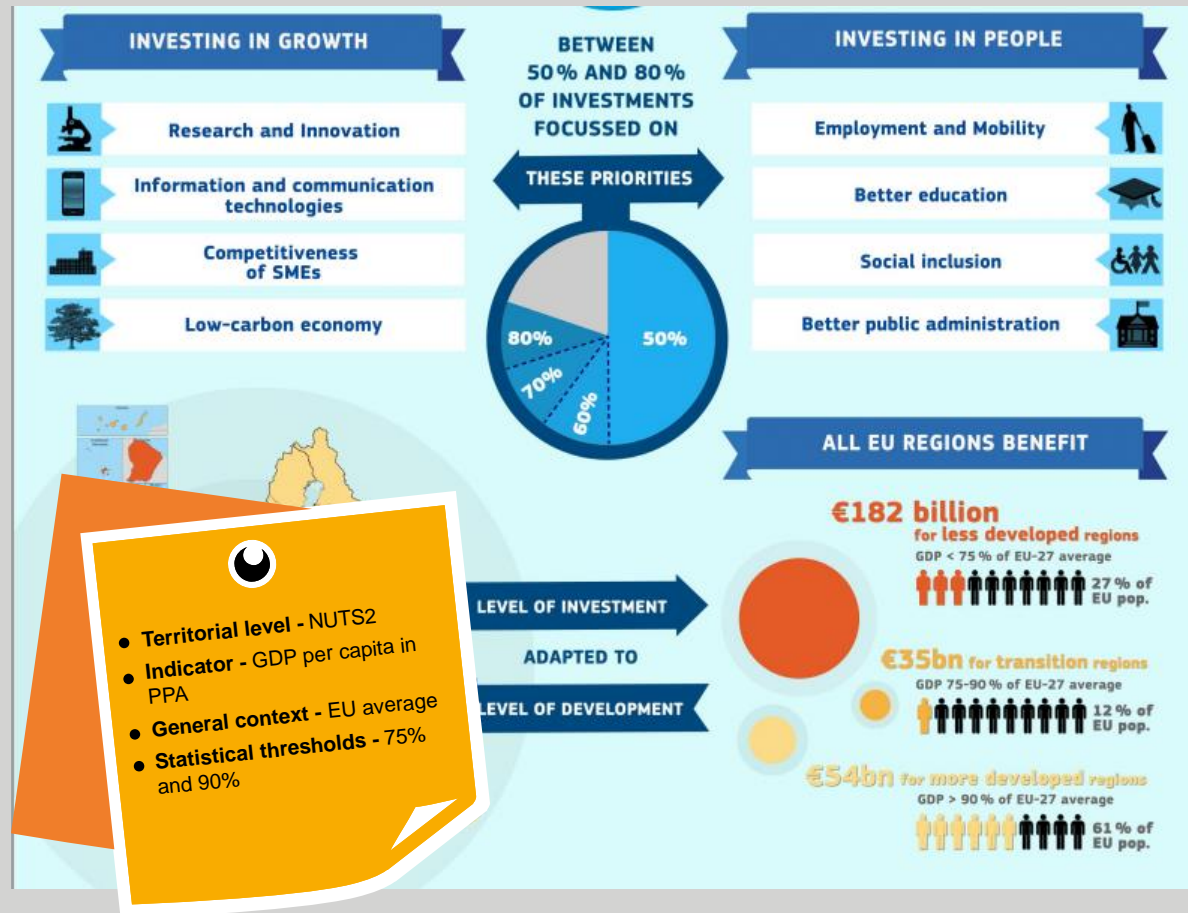 INVESTING IN GROWTH
Research and Innovation
Information and communication
technologies
Competitiveness
of SMEs
Low-carbon economy
BETWEEN
50% AND 80%
OF INVESTMENTS
FOCUSSED ON
THESE PRIORITIES
80%
70%
60%
50%
INVESTING IN PEOPLE
Employment and Mobility
Better education
Social inclusion
Better public administration
• Territorial level - NUTS2
• Indicator - GDP per capita in
PPA
• General context - EU average
• Statistical thresholds - 75%
and 90%
LEVEL OF INVESTMENT
ADAPTED TO
LEVEL OF DEVELOPMENT
ALL EU REGIONS BENEFIT
€182 billion
for less developed regions
GDP < 75 % of EU-27 average
27 % of
EU pop.
€35bn for transition regions
GDP 75-90 % of EU-27 average
12 % of
EU pop.
€54bn for more developed regions
GDP > 90 % of EU-27 average
61 % of
EU pop.